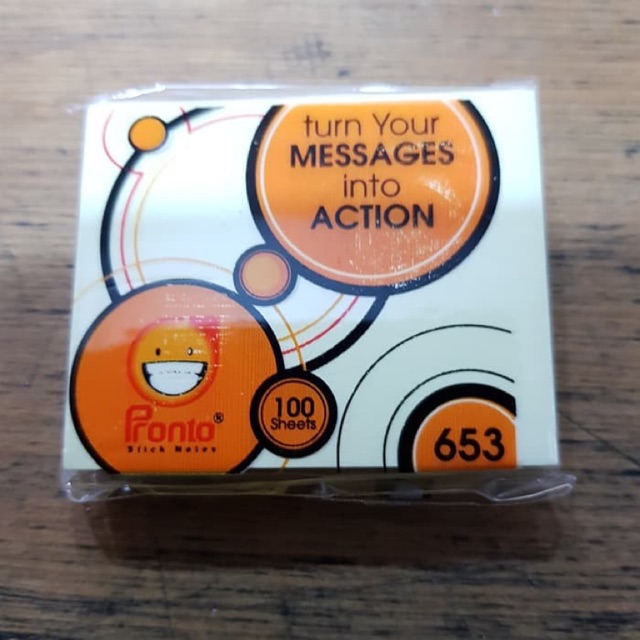 turn Your
MESSAGES
into
ACTION
Pronto®
Stick Notes
100
Sheets
653